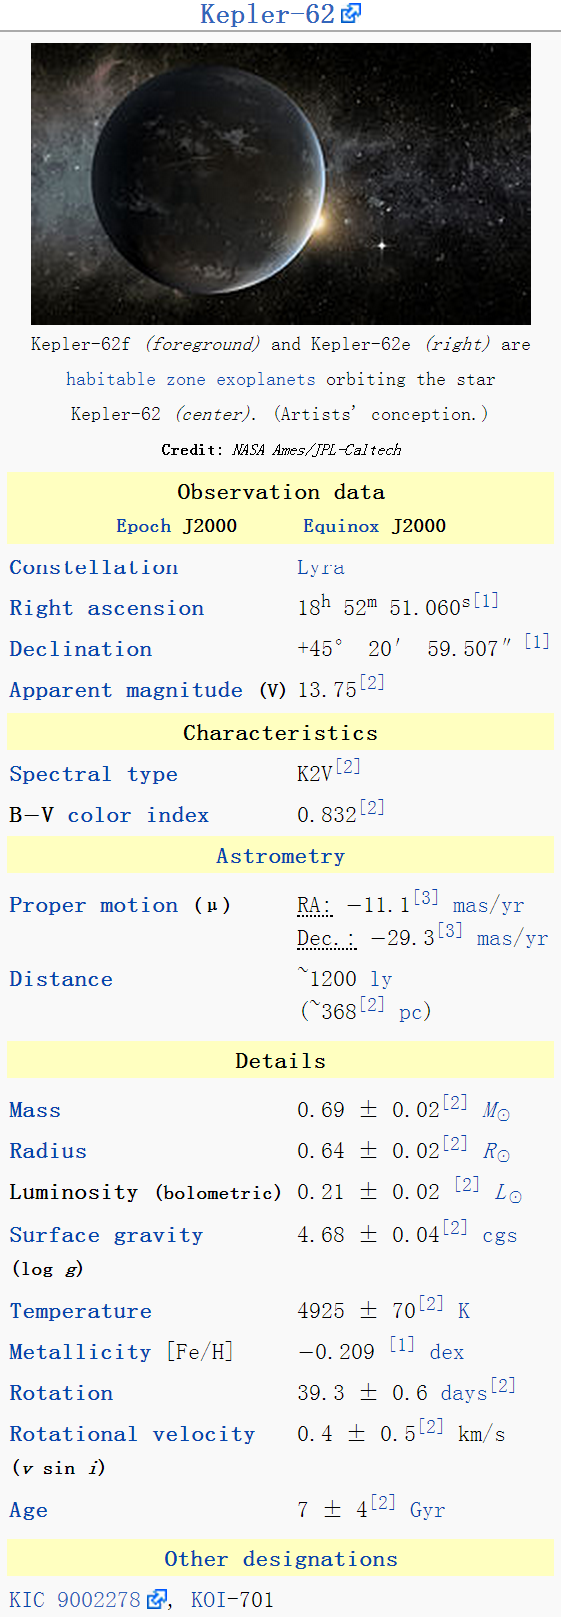 Kepler-62
Kepler-62f (foreground) and Kepler-62e (right) are
habitable zone exoplanets orbiting the star
Kepler-62 (center). (Artists' conception.)
Credit: NASA Ames/JPL-Caltech
Observation data
Epoch J2000 Equinox J2000
Constellation Lyra
Right ascension 18h 52m 51.060s[1]
Declination +45° 20′ 59.507″ [1]
Apparent magnitude (V) 13.75[2]
Characteristics
Spectral type K2V[2]
B−V color index 0.832[2]
Astrometry
Proper motion (μ) RA: −11.1[3] mas/yr
Dec.: −29.3[3] mas/yr
Distance ~1200 ly
(~368[2] pc)
Details
Mass 0.69 ± 0.02[2] M☉
Radius 0.64 ± 0.02[2] R☉
Luminosity (bolometric) 0.21 ± 0.02 [2] L☉
Surface gravity 4.68 ± 0.04[2] cgs
(log g)
Temperature 4925 ± 70[2] K
Metallicity [Fe/H] −0.209 [1] dex
Rotation 39.3 ± 0.6 days[2]
Rotational velocity 0.4 ± 0.5[2] km/s
(v sin i)
Age 7 ± 4[2] Gyr
Other designations
KIC 9002278, KOI-701